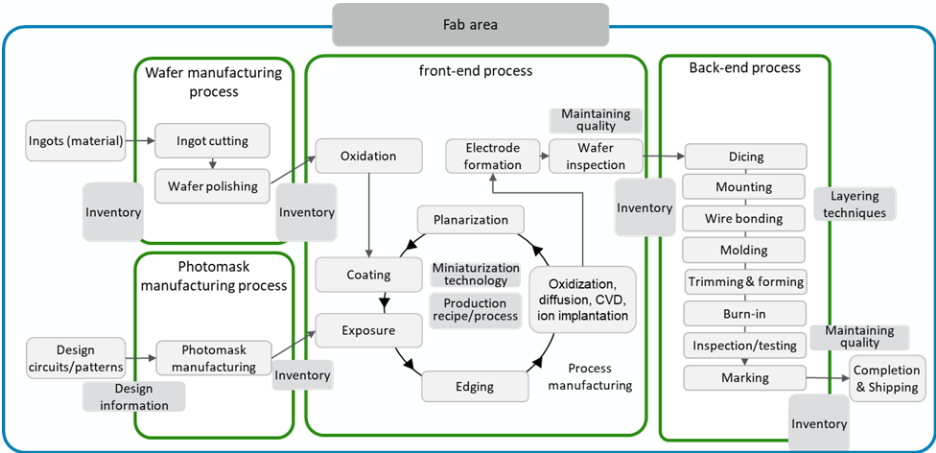 Fab area
Wafer manufacturing
process
Ingots (material)
Ingot cutting
Wafer polishing
Inventory
Inventory
Photomask
manufacturing process
Design
circuits/patterns
Design
information
Photomask
manufacturing
Inventory
front-end process
Oxidation
Coating
Exposure
Edging
Oxidization,
diffusion, CVD,
ion implantation
Planarization
Miniaturization
technology
Production
recipe/process
Process
manufacturing
Electrode
formation
Maintaining
quality
Wafer
inspection
Inventory
Back-end process
Dicing
Mounting
Wire bonding
Molding
Trimming & forming
Burn-in
Inspection/testing
Marking
Layering
techniques
Maintaining
quality
Completion
& Shipping
Inventory